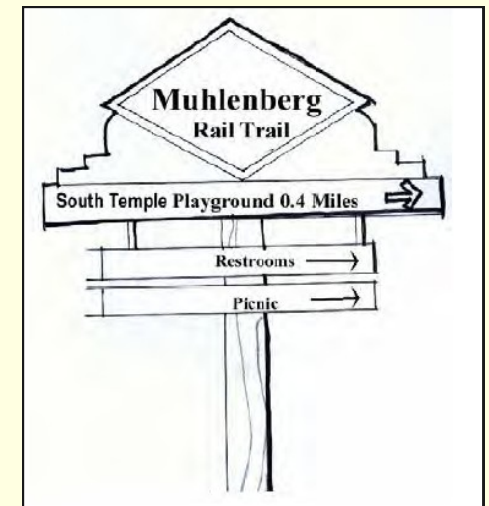 Muhlenberg
Rail Trail
South Temple Playground 0.4 Miles
Restrooms
Picnic